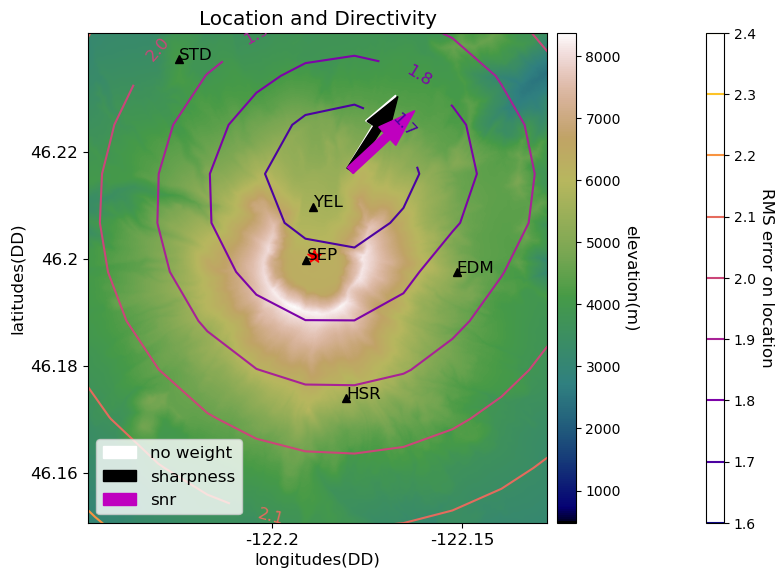 Location and Directivity
STD
YEL
SEP
EDM
HSR
2.0
1.8
1.7
2.1
46.22
46.2
46.18
46.16
latitudes(DD)
-122.2
-122.15
longitudes(DD)
no weight
sharpness
snr
8000
7000
6000
5000
4000
3000
2000
1000
elevation(m)
2.4
2.3
2.2
2.1
2.0
1.9
1.8
1.7
1.6
RMS error on location